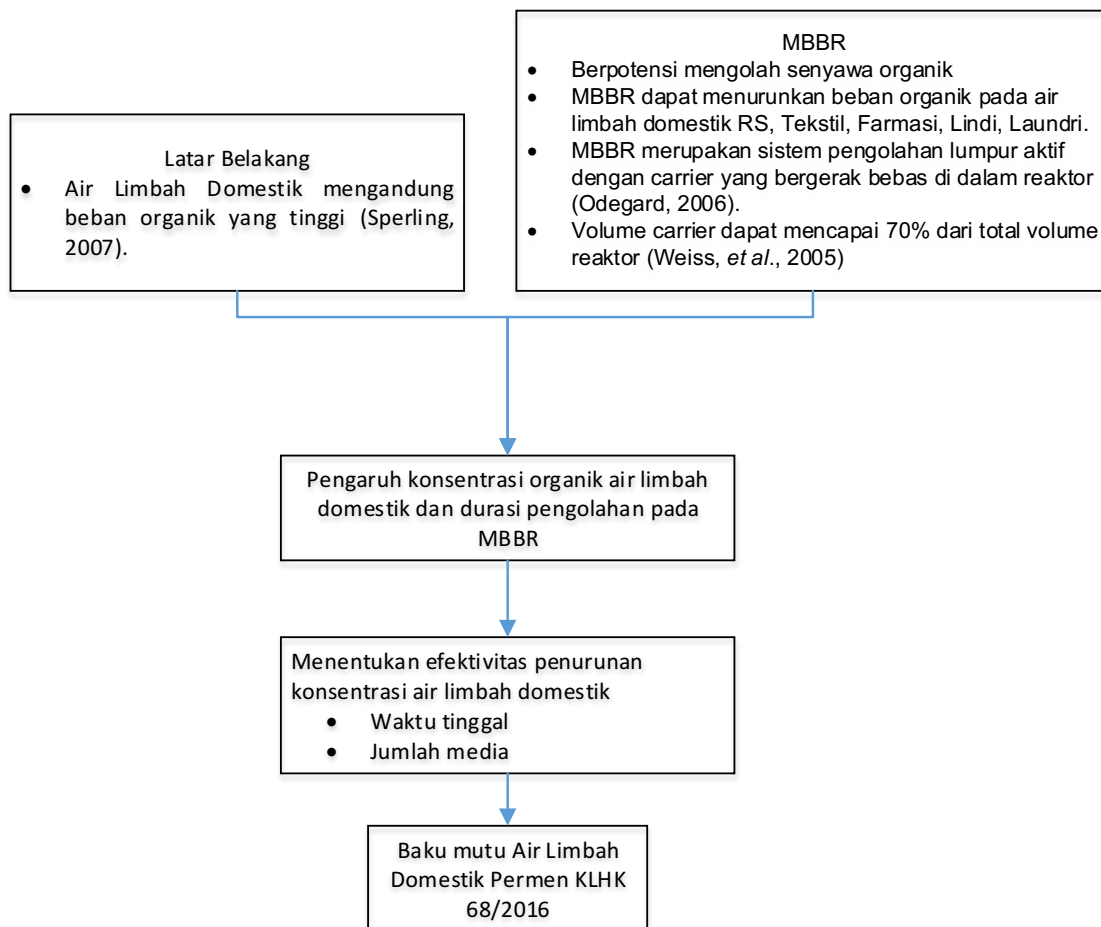 Latar Belakang
• Air Limbah Domestik mengandung
beban organik yang tinggi (Sperling,
2007).
MBBR
• Berpotensi mengolah senyawa organik
• MBBR dapat menurunkan beban organik pada air
limbah domestik RS, Tekstil, Farmasi, Lindi, Laundri.
• MBBR merupakan sistem pengolahan lumpur aktif
dengan carrier yang bergerak bebas di dalam reaktor
(Odegard, 2006).
• Volume carrier dapat mencapai 70% dari total volume
reaktor (Weiss, et al., 2005)
Pengaruh konsentrasi organik air limbah
domestik dan durasi pengolahan pada
MBBR
Menentukan efektivitas penurunan
konsentrasi air limbah domestik
• Waktu tinggal
• Jumlah media
Baku mutu Air Limbah
Domestik Permen KLHK
68/2016